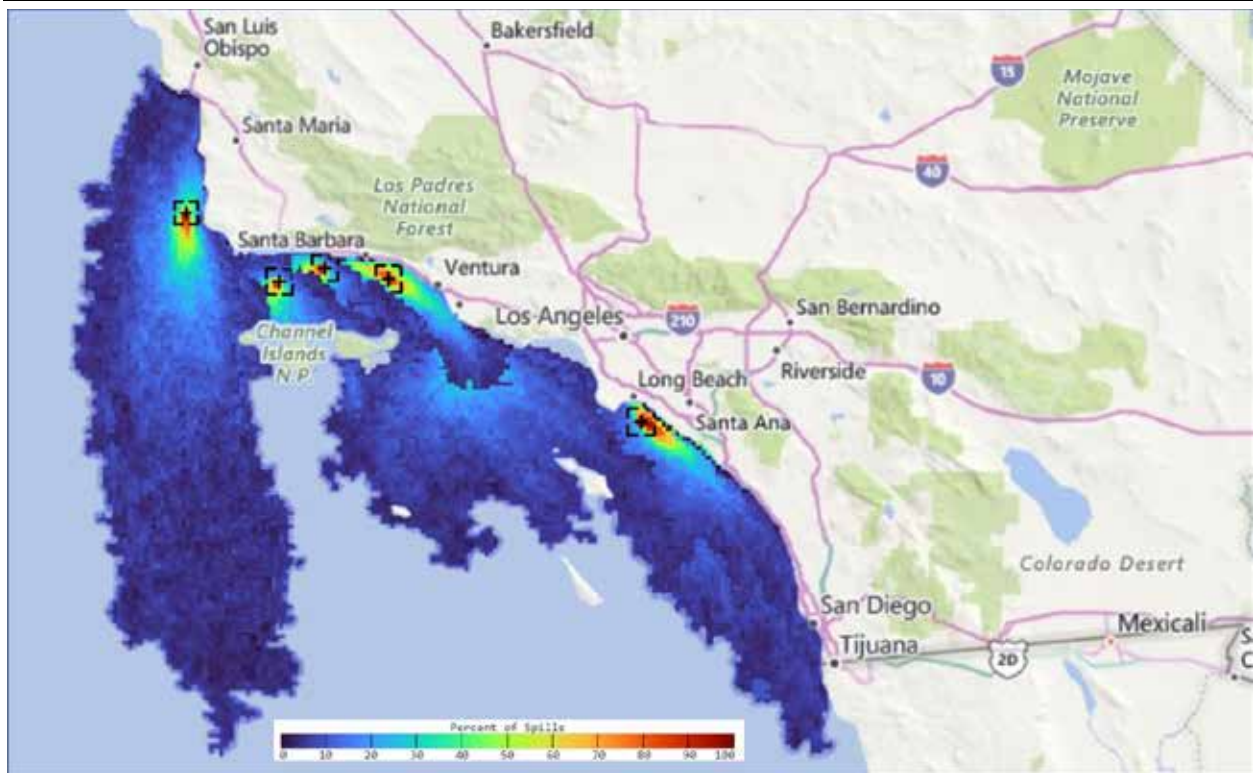 San Luis
Obispo
Bakersfield
15
Mojave
National
Preserve
Santa Maria
40
Los Padres
National
Forest
Santa Barbara
Ventura
San Bernardino
Los Angeles
210
Channel
Islands
N.P.
Riverside
10
Long Beach
Santa Ana
Colorado Desert
San Diego
Mexicali
Tijuana
2D
S
C
Percent of Spills
0 10 20 30 40 50 60 70 80 90 100